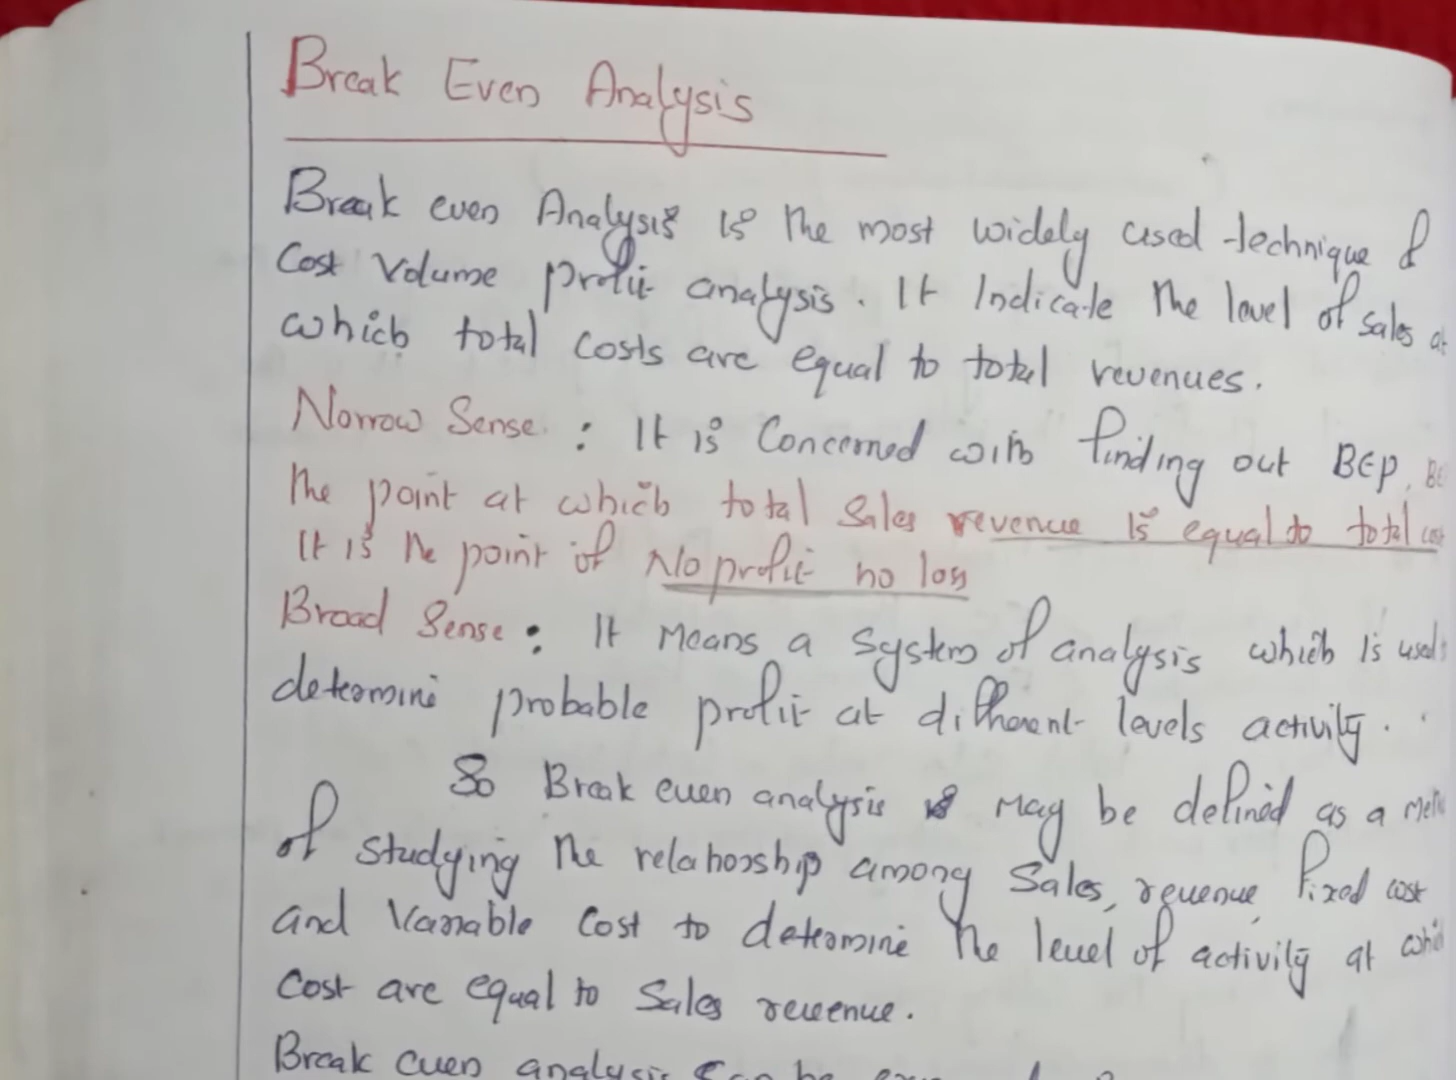 Break Even Analysis
Break even Analysis is the most widely used technique of
Cost Volume profit analysis. It Indicate the level of sales at
which total costs are equal to total revenues.
Norrow Sense : It is Concerned with finding out BEP,
the point at which total Sales revenue is equal to total cost
It is the point of No profit no loss
Broad Sense : It means a system of analysis which is used
determine probable profit at different levels activity.
So Break even analysis may be defined as a
of studying the relationship among Sales, revenue, fixed cost
and Variable Cost to determine the level of activity at
Cost are equal to Sales revenue.
Break even analysis can be